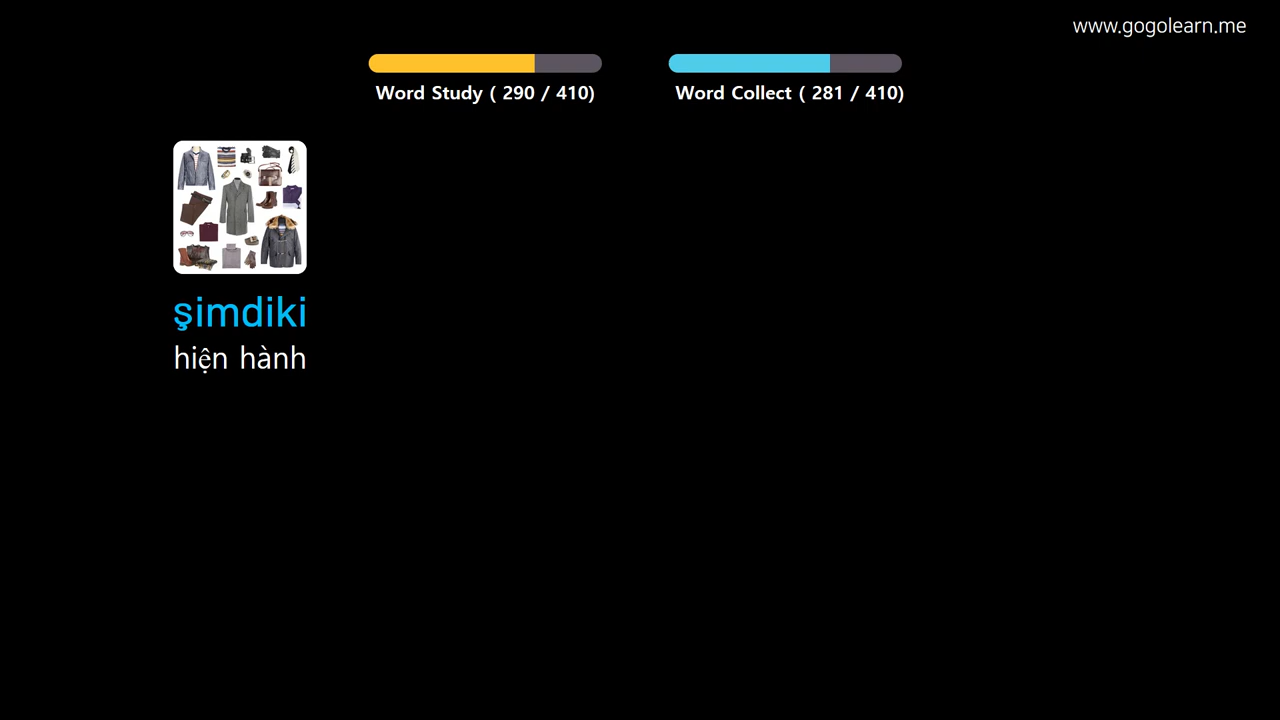 www.gogolearn.me
Word Study ( 290 / 410)
Word Collect ( 281 / 410)
şimdiki
hiện hành